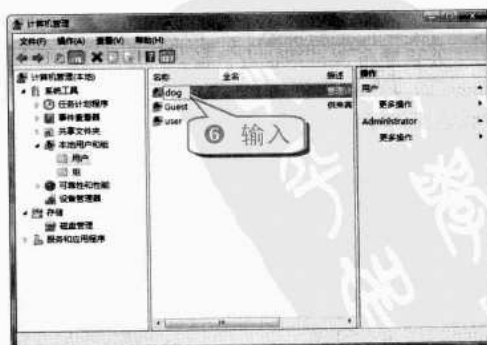 计算机管理
文件(F) 操作(A) 查看(V) 帮助(H)
计算机管理(本地)
系统工具
任务计划程序
事件查看器
共享文件夹
本地用户和组
用户
组
可靠性和性能
设备管理器
存储
磁盘管理
服务和应用程序
名称 全名 描述
dog
Guest 供来宾
user
❻ 输入
操作
用户
更多操作
Administrator
更多操作